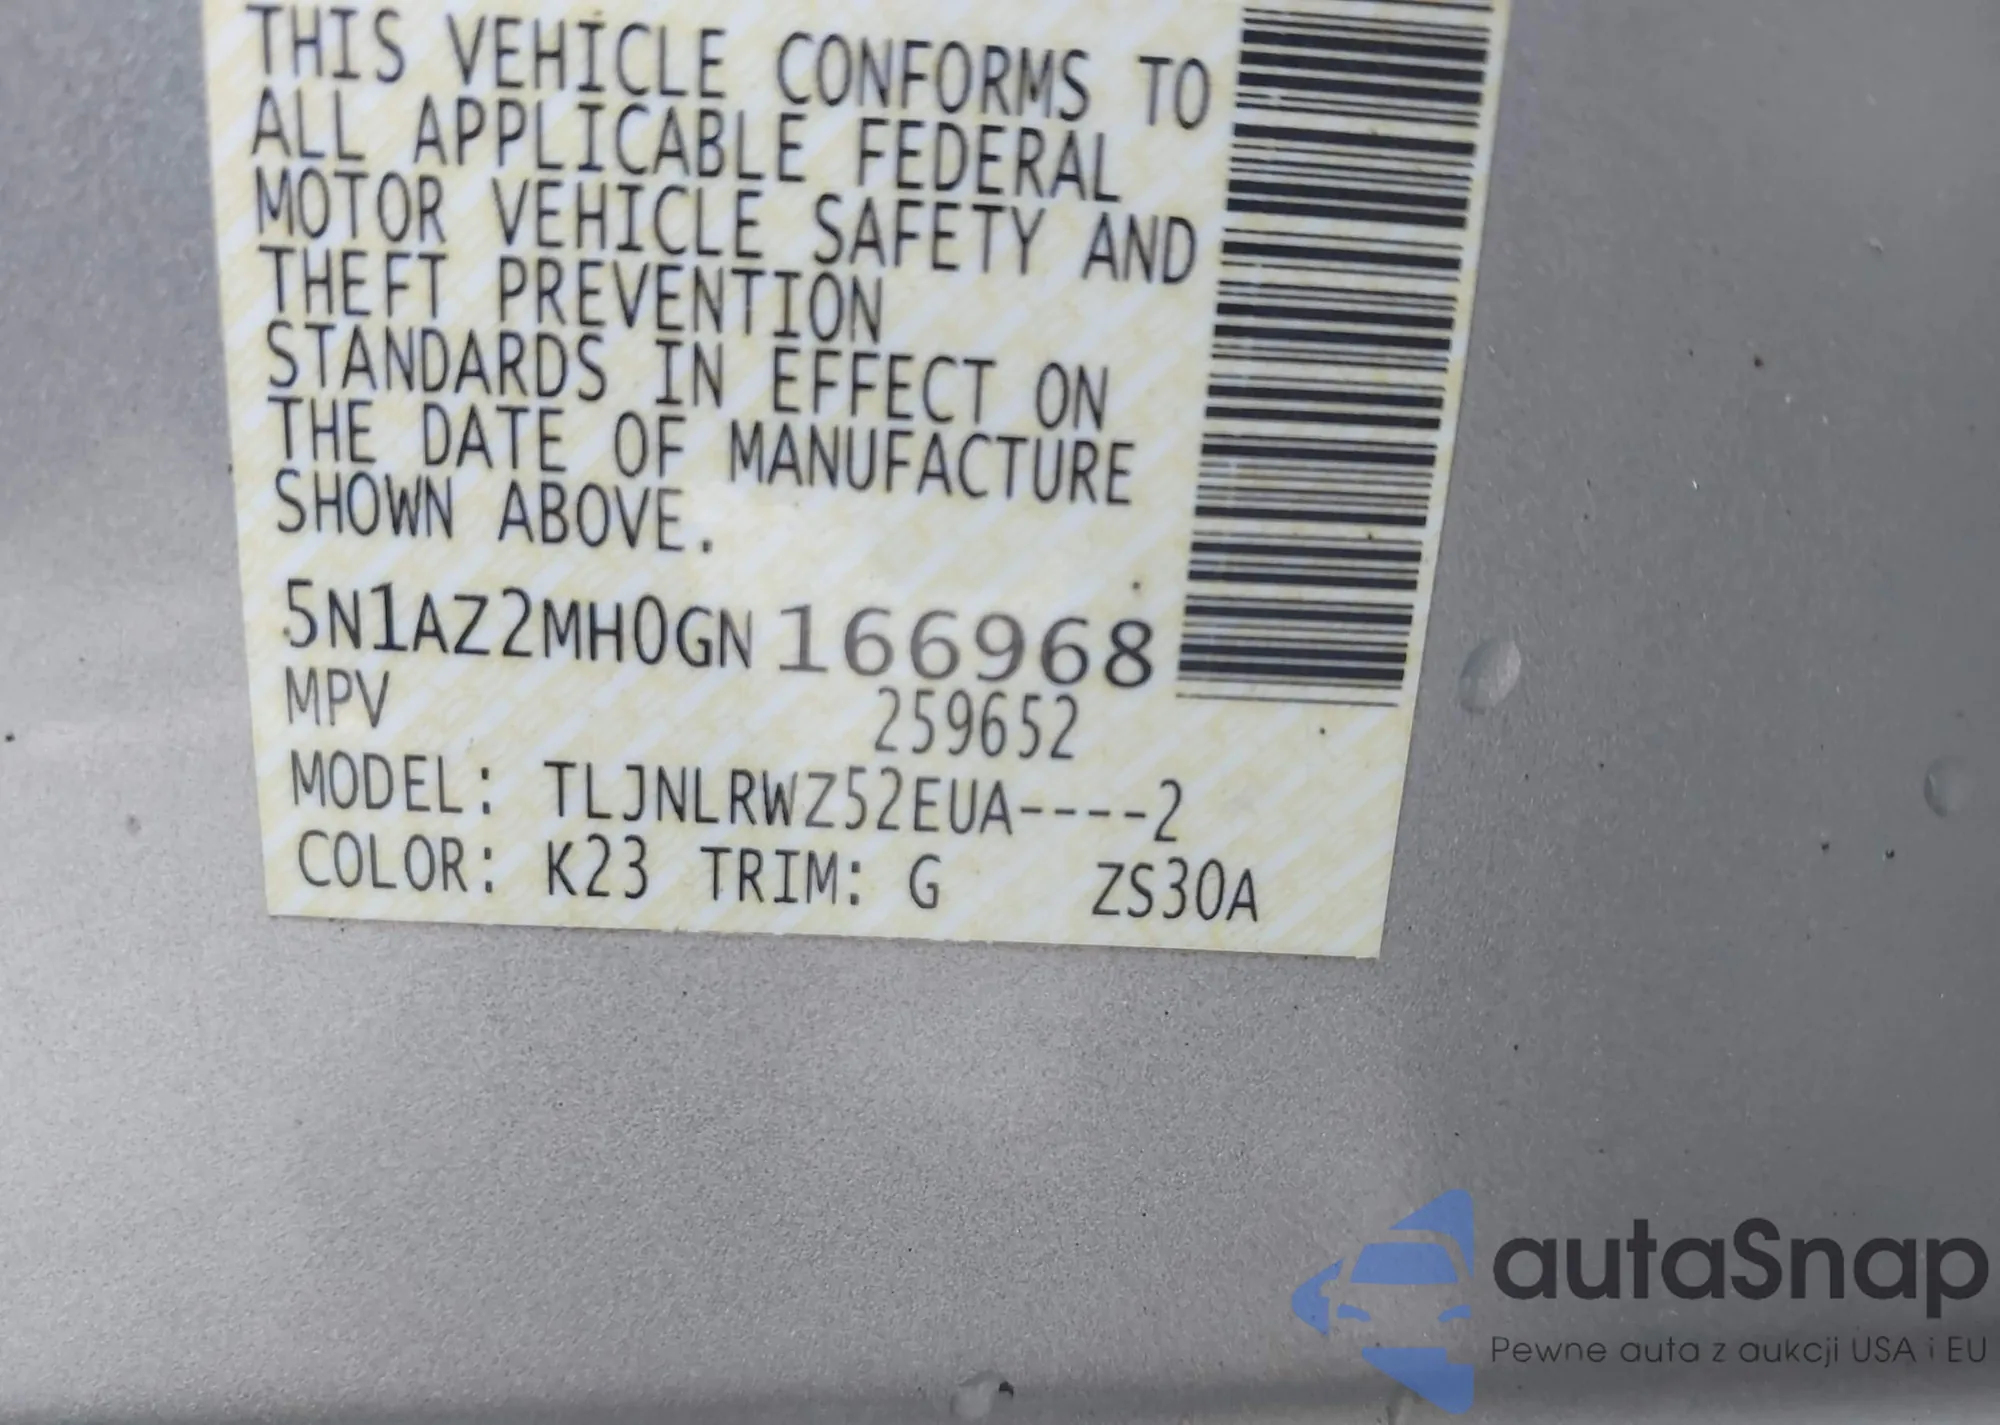 THIS VEHICLE CONFORMS TO
ALL APPLICABLE FEDERAL
MOTOR VEHICLE SAFETY AND
THEFT PREVENTION
STANDARDS IN EFFECT ON
THE DATE OF MANUFACTURE
SHOWN ABOVE.
5N1AZ2MH0GN166968
MPV 259652
MODEL: TLJNLRWZ52EUA----2
COLOR: K23 TRIM: G ZS30A
autaSnap
Pewne auta z aukcji USA i EU